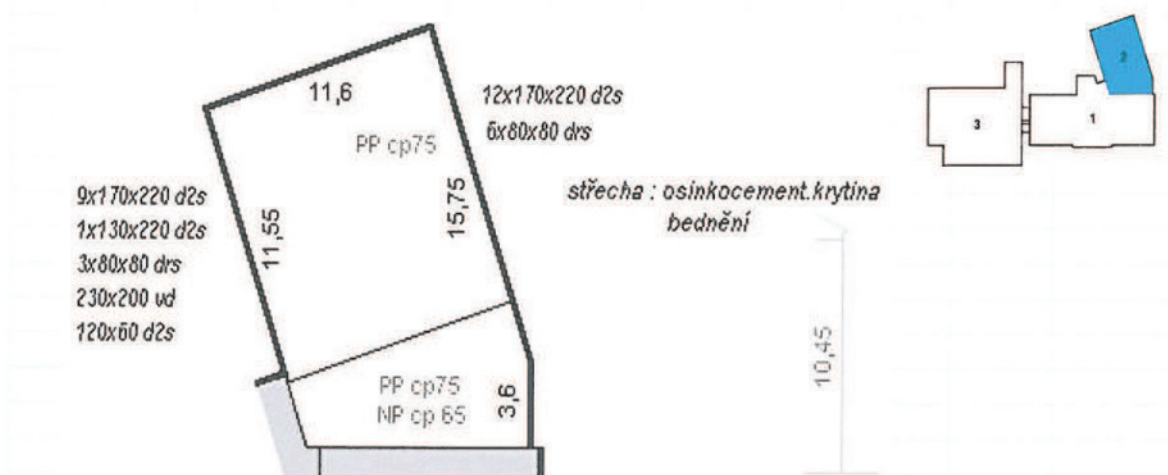 11,6
12x170x220 d2s
6x80x80 drs
PP cp75
9x170x220 d2s
1x130x220 d2s
3x80x80 drs
230x200 vd
120x60 d2s
11,55
15,75
střecha : osinkocement.krytina
bednění
PP cp75
NP cp 65
3,6
10,45
2
3
1